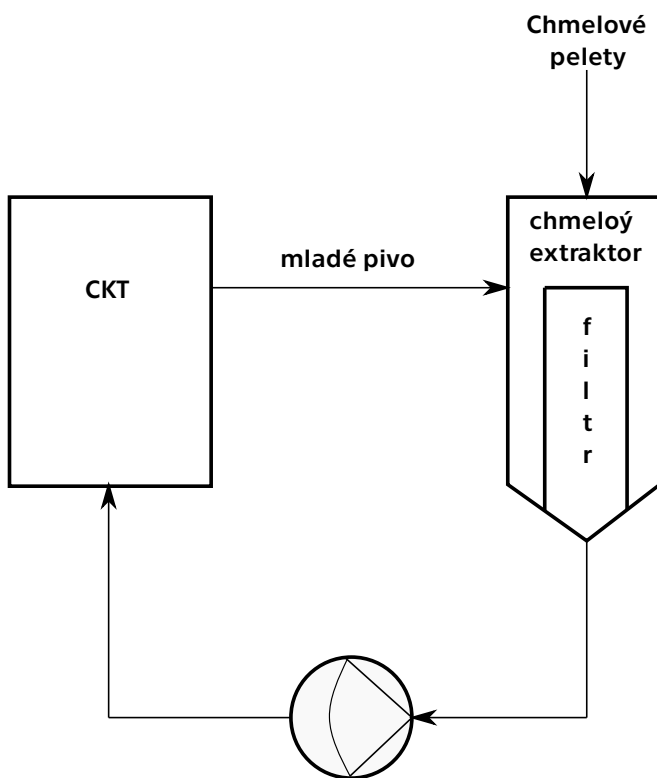 Chmelové
pelety
chmeloý
extraktor
mladé pivo
CKT
f
i
l
t
r